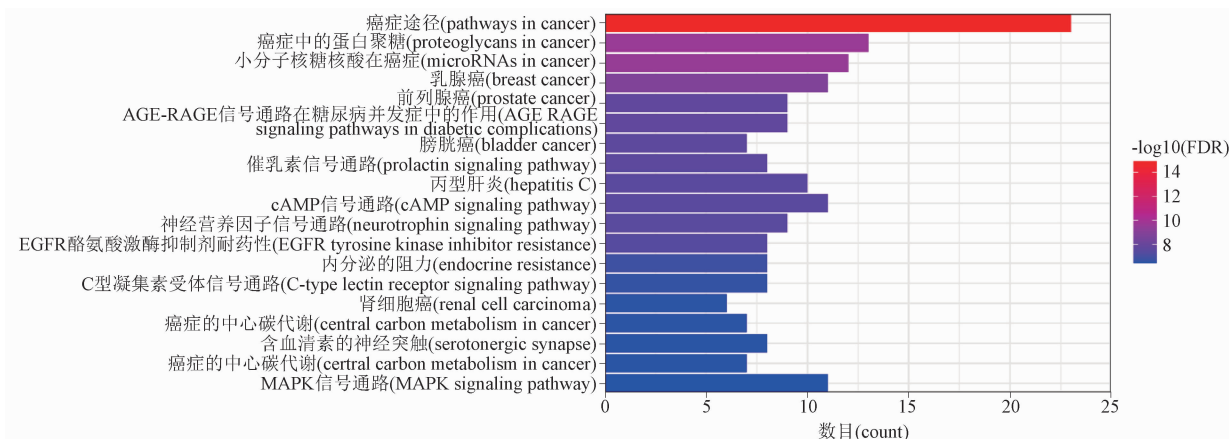 癌症途径(pathways in cancer)
癌症中的蛋白聚糖(proteoglycans in cancer)
小分子核糖核酸在癌症(microRNAs in cancer)
乳腺癌(breast cancer)
前列腺癌(prostate cancer)
AGE-RAGE信号通路在糖尿病并发症中的作用(AGE RAGE
signaling pathways in diabetic complications)
膀胱癌(bladder cancer)
催乳素信号通路(prolactin signaling pathway)
丙型肝炎(hepatitis C)
cAMP信号通路(cAMP signaling pathway)
神经营养因子信号通路(neurotrophin signaling pathway)
EGFR酪氨酸激酶抑制剂耐药性(EGFR tyrosine kinase inhibitor resistance)
内分泌的阻力(endocrine resistance)
C型凝集素受体信号通路(C-type lectin receptor signaling pathway)
肾细胞癌(renal cell carcinoma)
癌症的中心碳代谢(central carbon metabolism in cancer)
含血清素的神经突触(serotonergic synapse)
癌症的中心碳代谢(certral carbon metabolism in cancer)
MAPK信号通路(MAPK signaling pathway)
0 5 10 15 20 25
数目(count)
-log10(FDR)
14
12
10
8